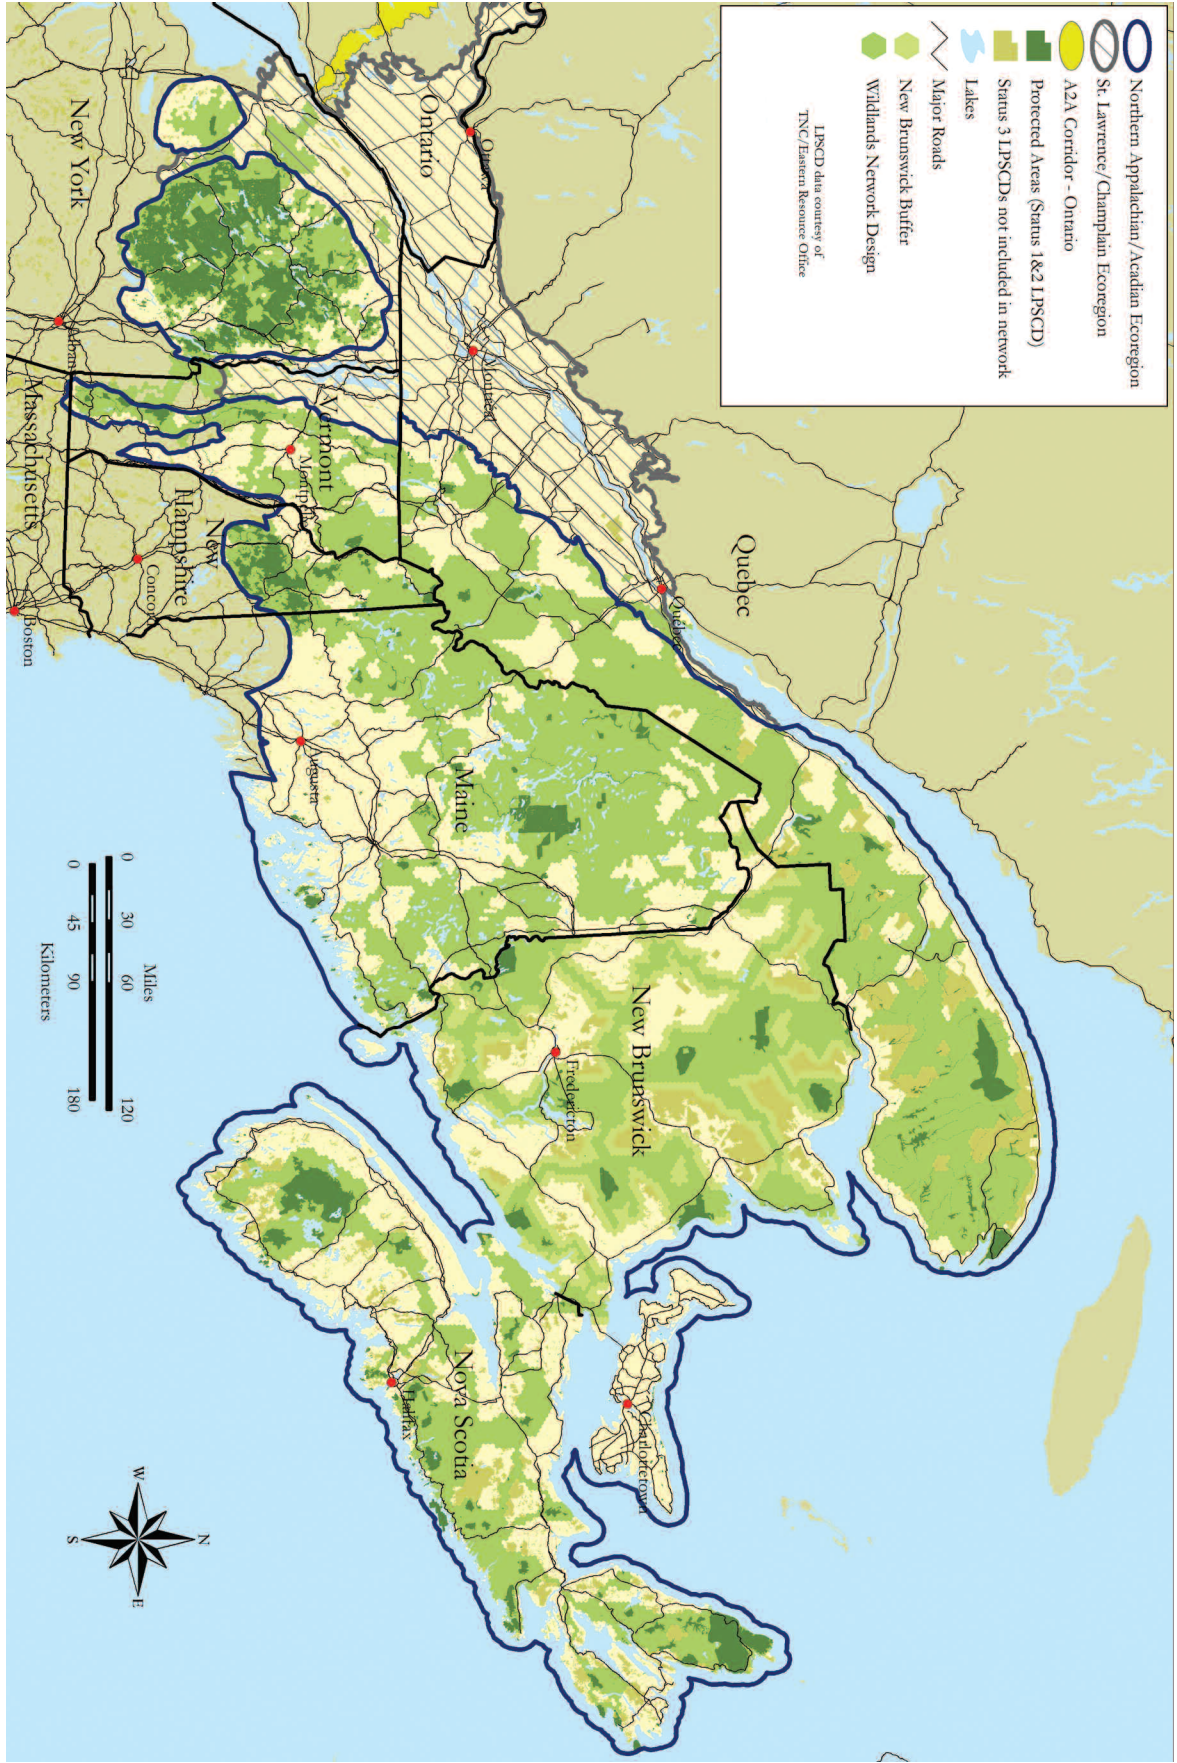 Northern Appalachian/Acadian Ecoregion
St. Lawrence/Champlain Ecoregion
A2A Corridor - Ontario
Protected Areas (Status 1&2 LPSCD)
Status 3 LPSCDs not included in network
Lakes
Major Roads
New Brunswick Buffer
Wildlands Network Design
LPSCD data courtesy of
TNC/Eastern Resource Office
Quebec
Ontario
Ottawa
Montreal
Quebec
New York
Albany
Vermont
Montpelier
Massachusetts
New
Hampshire
Concord
Boston
Maine
Augusta
New Brunswick
Fredericton
Nova Scotia
Halifax
Charlottetown
Miles
0 30 60 120
0 45 90 180
Kilometers
N
W
E
S